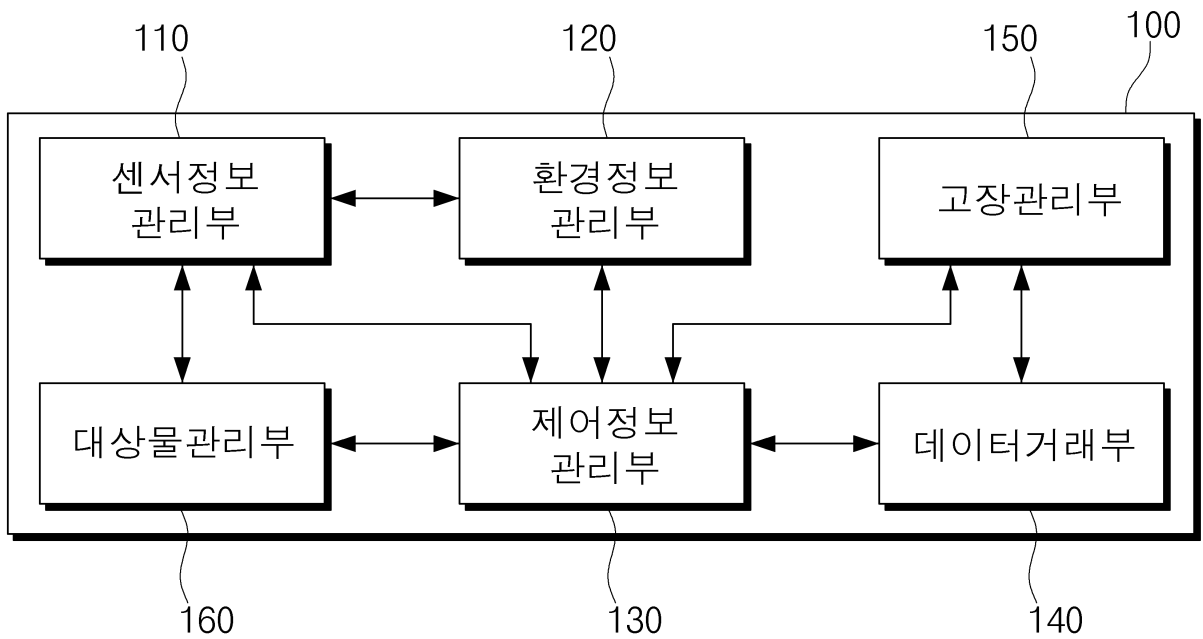 100
110
120
150
센서정보
관리부
환경정보
관리부
고장관리부
대상물관리부
제어정보
관리부
데이터거래부
160
130
140